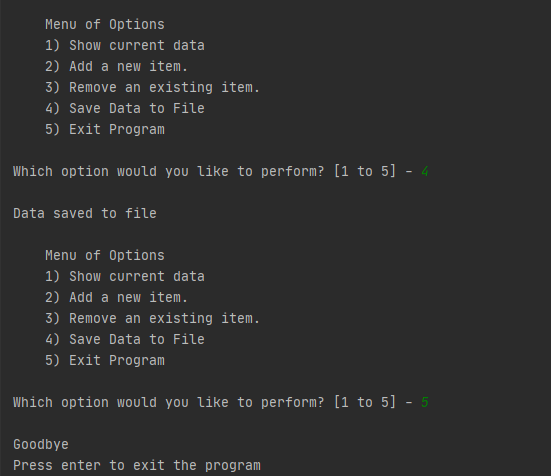 Menu of Options
1) Show current data
2) Add a new item.
3) Remove an existing item.
4) Save Data to File
5) Exit Program
Which option would you like to perform? [1 to 5] - 4
Data saved to file
Menu of Options
1) Show current data
2) Add a new item.
3) Remove an existing item.
4) Save Data to File
5) Exit Program
Which option would you like to perform? [1 to 5] - 5
Goodbye
Press enter to exit the program